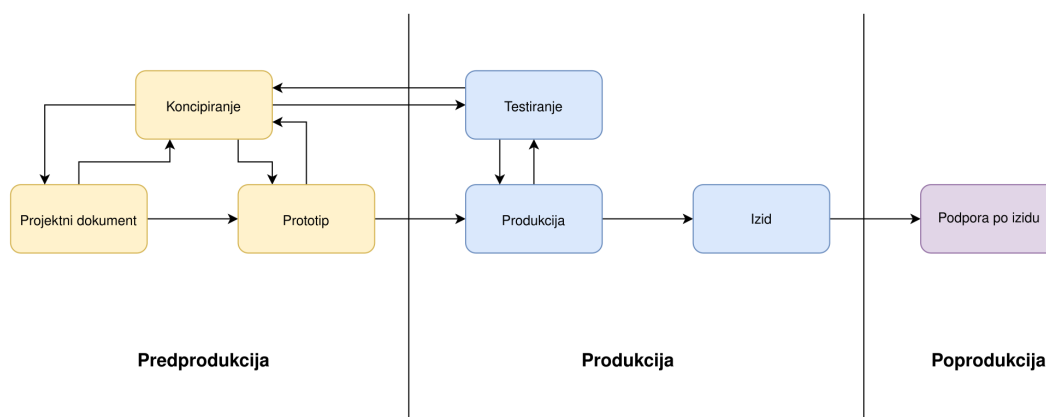 Koncipiranje
Testiranje
Projektni dokument
Prototip
Produkcija
Izid
Podpora po izidu
Predprodukcija
Produkcija
Poprodukcija